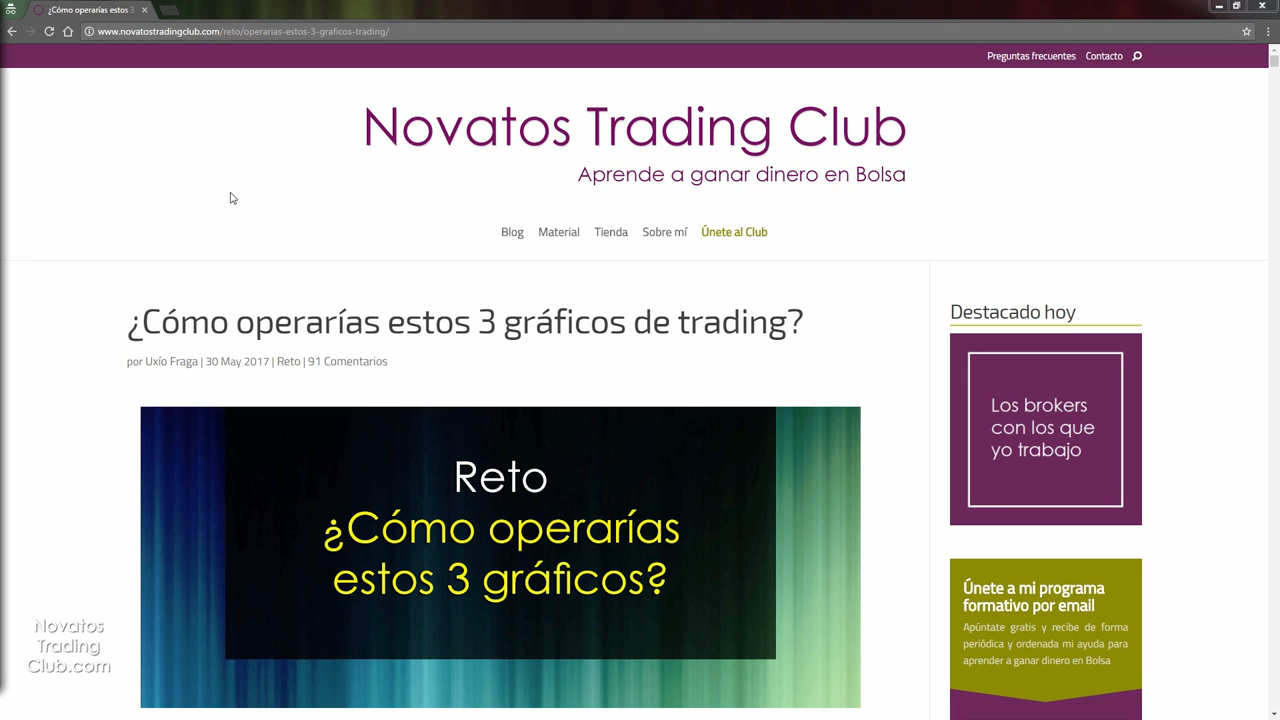 ¿Cómo operarías estos 3
www.novatostradingclub.com/reto/operarias-estos-3-graficos-trading/
Preguntas frecuentes Contacto
Novatos Trading Club
Aprende a ganar dinero en Bolsa
Blog Material Tienda Sobre mí Únete al Club
¿Cómo operarías estos 3 gráficos de trading?
por Uxío Fraga | 30 May 2017 | Reto | 91 Comentarios
Reto
¿Cómo operarías
estos 3 gráficos?
Destacado hoy
Los brokers
con los que
yo trabajo
Únete a mi programa
formativo por email
Apúntate gratis y recibe de forma
periódica y ordenada mi ayuda para
aprender a ganar dinero en Bolsa
Novatos
Trading
Club.com